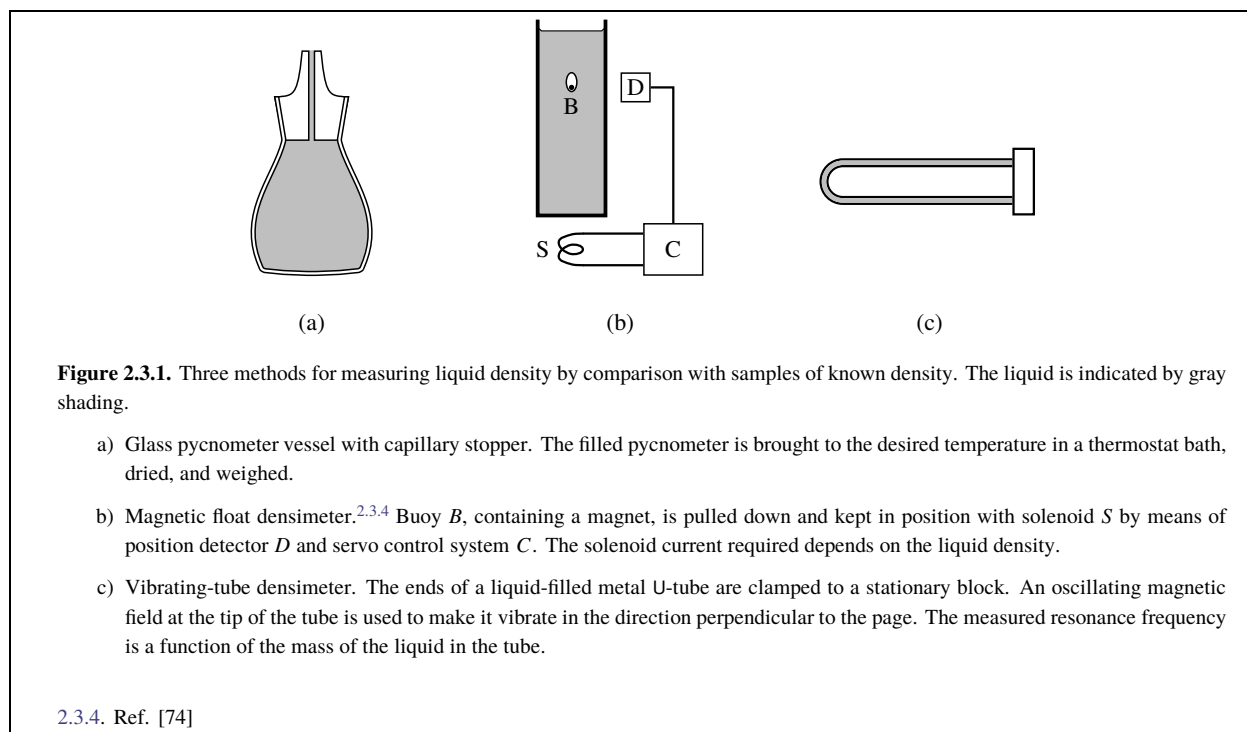 B
D
S
C
(a)
(b)
(c)
Figure 2.3.1. Three methods for measuring liquid density by comparison with samples of known density. The liquid is indicated by gray
shading.
a) Glass pycnometer vessel with capillary stopper. The filled pycnometer is brought to the desired temperature in a thermostat bath,
dried, and weighed.
b) Magnetic float densimeter.2.3.4 Buoy B, containing a magnet, is pulled down and kept in position with solenoid S by means of
position detector D and servo control system C. The solenoid current required depends on the liquid density.
c) Vibrating-tube densimeter. The ends of a liquid-filled metal U-tube are clamped to a stationary block. An oscillating magnetic
field at the tip of the tube is used to make it vibrate in the direction perpendicular to the page. The measured resonance frequency
is a function of the mass of the liquid in the tube.
2.3.4. Ref. [74]